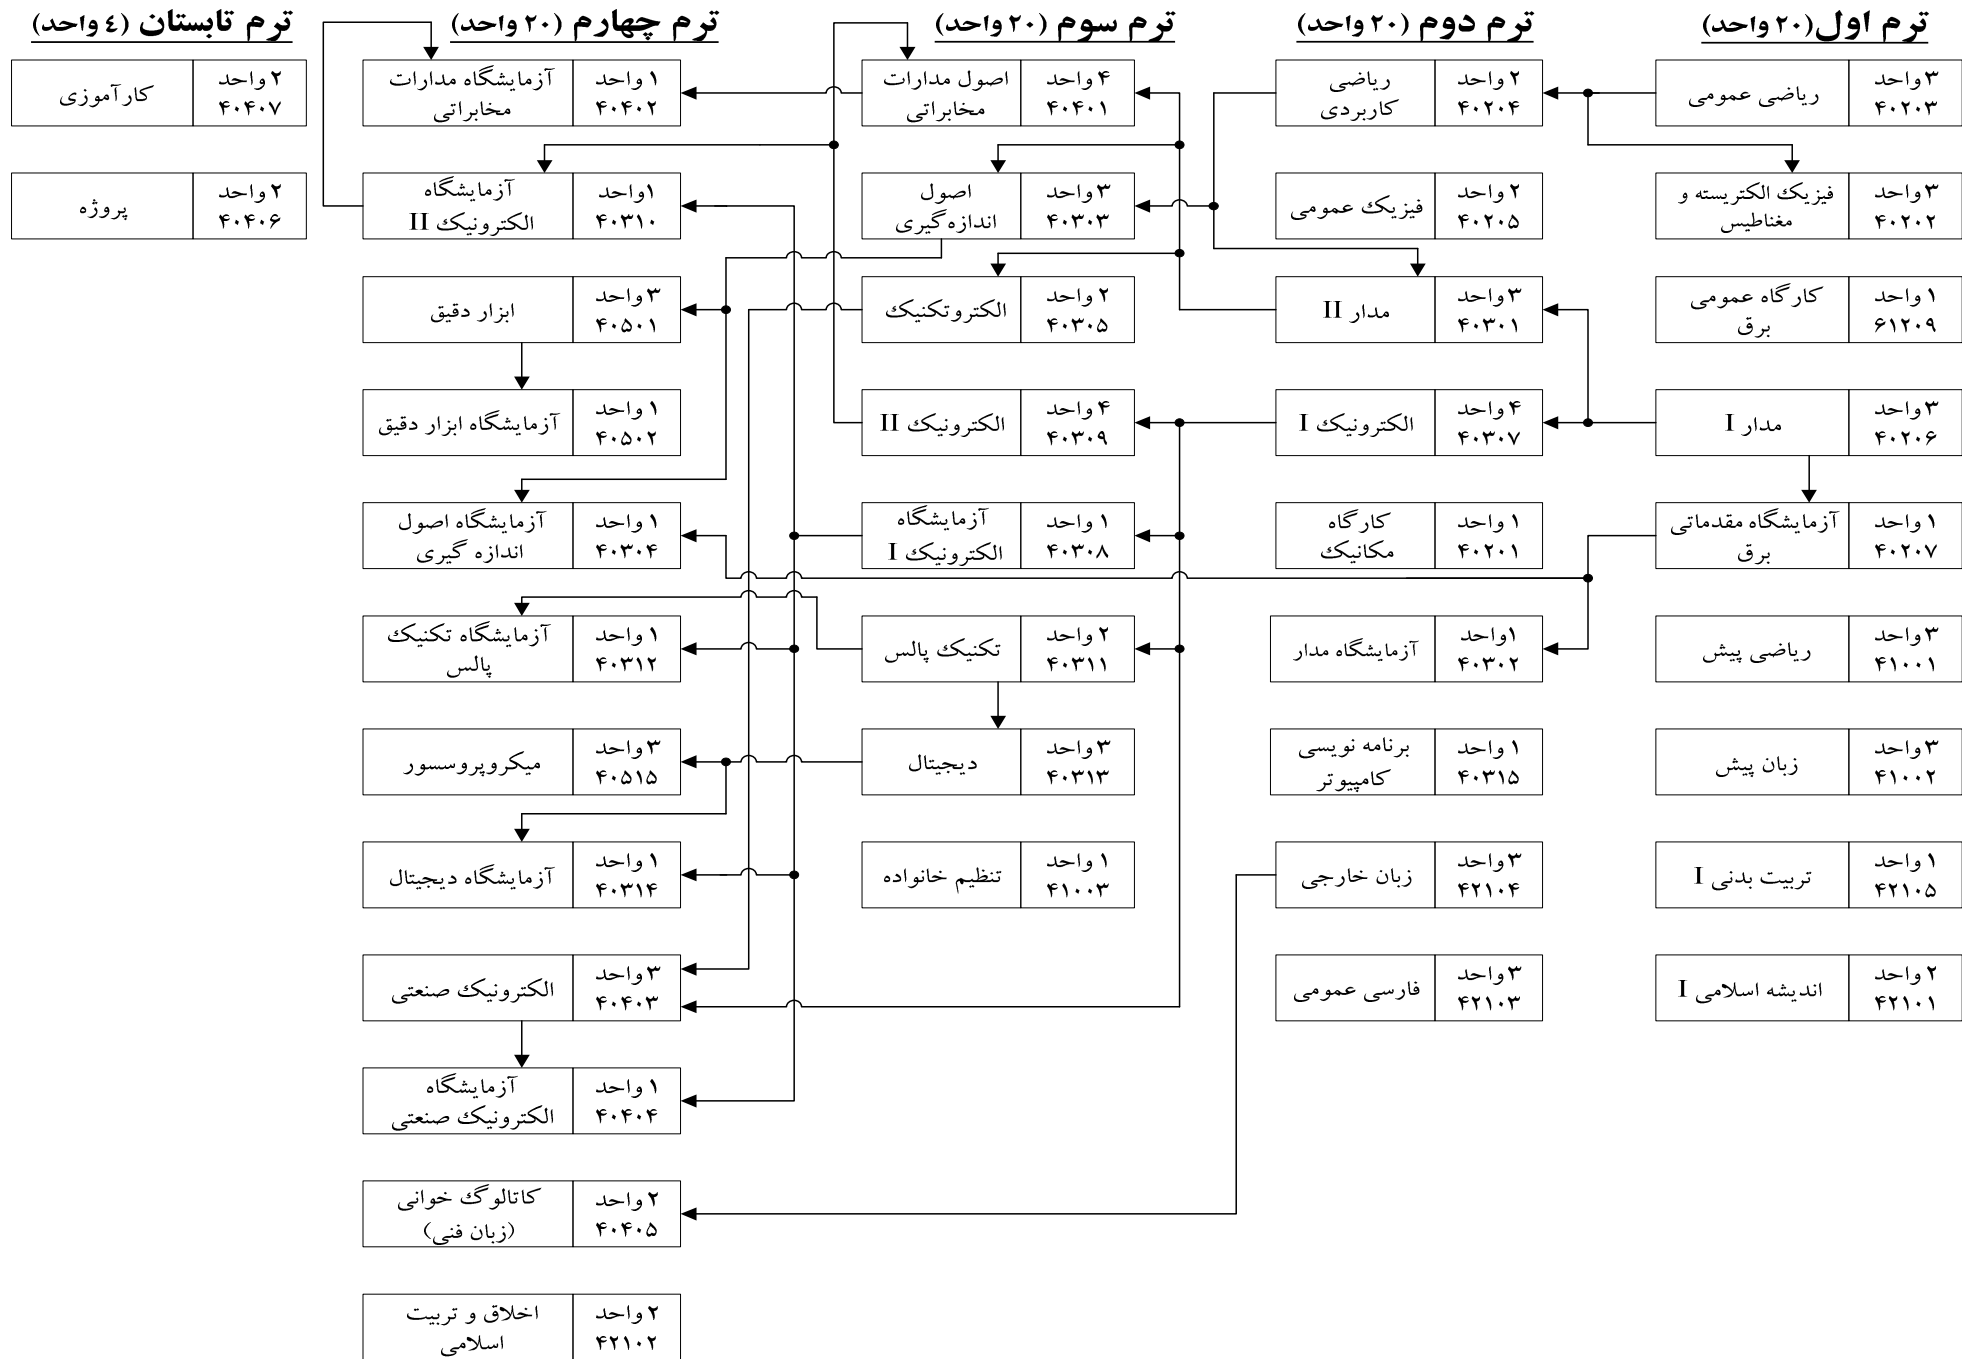 ترم اول (۲۰ واحد)
۳ واحد
۴۰۲۰۳
ریاضی عمومی
۳ واحد
۴۰۲۰۲
فیزیک الکتریسته و
مغناطیس
۱ واحد
۶۱۲۰۹
کارگاه عمومی
برق
۳ واحد
۴۰۲۰۶
مدار I
۱ واحد
۴۰۲۰۷
آزمایشگاه مقدماتی
برق
۳ واحد
۴۱۰۰۱
ریاضی پیش
۳ واحد
۴۱۰۰۲
زبان پیش
۱ واحد
۴۲۱۰۵
تربیت بدنی I
۲ واحد
۴۲۱۰۱
اندیشه اسلامی I
ترم دوم (۲۰ واحد)
۲ واحد
۴۰۲۰۴
ریاضی
کاربردی
۲ واحد
۴۰۲۰۵
فیزیک عمومی
۳ واحد
۴۰۳۰۱
مدار II
۴ واحد
۴۰۳۰۷
الکترونیک I
۱ واحد
۴۰۲۰۱
کارگاه
مکانیک
۱واحد
۴۰۳۰۲
آزمایشگاه مدار
۱ واحد
۴۰۳۱۵
برنامه نویسی
کامپیوتر
۳ واحد
۴۲۱۰۴
زبان خارجی
۳ واحد
۴۲۱۰۳
فارسی عمومی
ترم سوم (۲۰ واحد)
۴ واحد
۴۰۴۰۱
اصول مدارات
مخابراتی
۳ واحد
۴۰۳۰۳
اصول
اندازه‌گیری
۲ واحد
۴۰۳۰۵
الکتروتکنیک
۴ واحد
۴۰۳۰۹
الکترونیک II
۱ واحد
۴۰۳۰۸
آزمایشگاه
الکترونیک I
۲ واحد
۴۰۳۱۱
تکنیک پالس
۳ واحد
۴۰۳۱۳
دیجیتال
۱ واحد
۴۱۰۰۳
تنظیم خانواده
ترم چهارم (۲۰ واحد)
۱ واحد
۴۰۴۰۲
آزمایشگاه مدارات
مخابراتی
۱واحد
۴۰۳۱۰
آزمایشگاه
الکترونیک II
۳ واحد
۴۰۵۰۱
ابزار دقیق
۱ واحد
۴۰۵۰۲
آزمایشگاه ابزار دقیق
۱ واحد
۴۰۳۰۴
آزمایشگاه اصول
اندازه گیری
۱ واحد
۴۰۳۱۲
آزمایشگاه تکنیک
پالس
۳ واحد
۴۰۵۱۵
میکروپروسسور
۱ واحد
۴۰۳۱۴
آزمایشگاه دیجیتال
۳ واحد
۴۰۴۰۳
الکترونیک صنعتی
۱ واحد
۴۰۴۰۴
آزمایشگاه
الکترونیک صنعتی
۲ واحد
۴۰۴۰۵
کاتالوگ خوانی
(زبان فنی)
۲ واحد
۴۲۱۰۲
اخلاق و تربیت
اسلامی
ترم تابستان (٤ واحد)
۲ واحد
۴۰۴۰۷
کارآموزی
۲ واحد
۴۰۴۰۶
پروژه